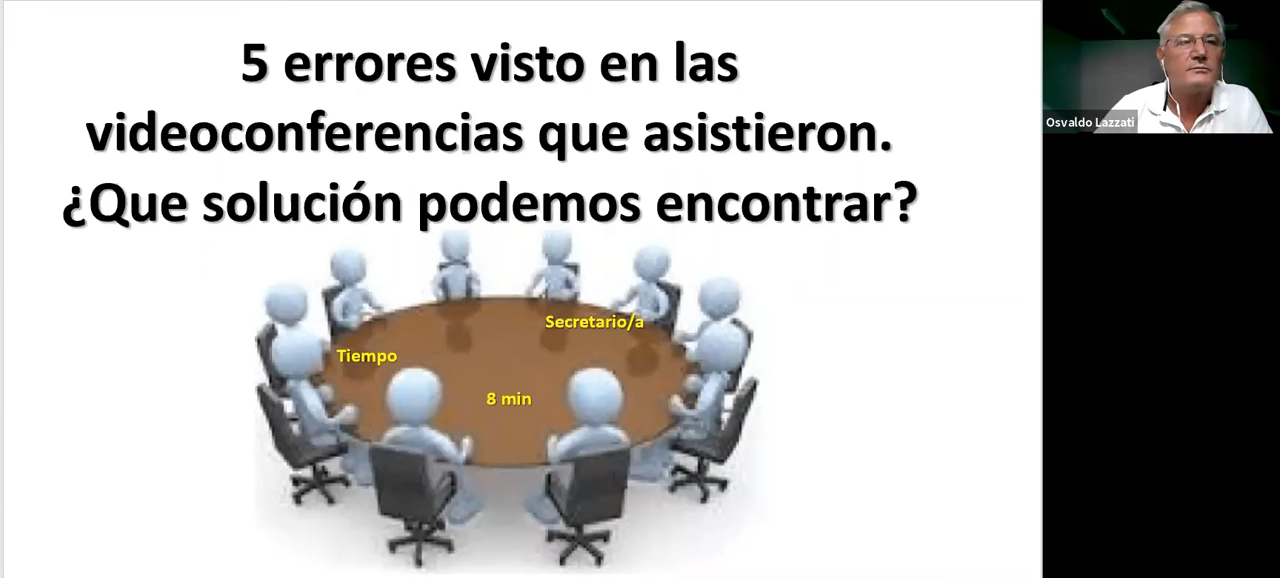 5 errores visto en las
videoconferencias que asistieron.
¿Que solución podemos encontrar?
Osvaldo Lazzati
Secretario/a
Tiempo
8 min